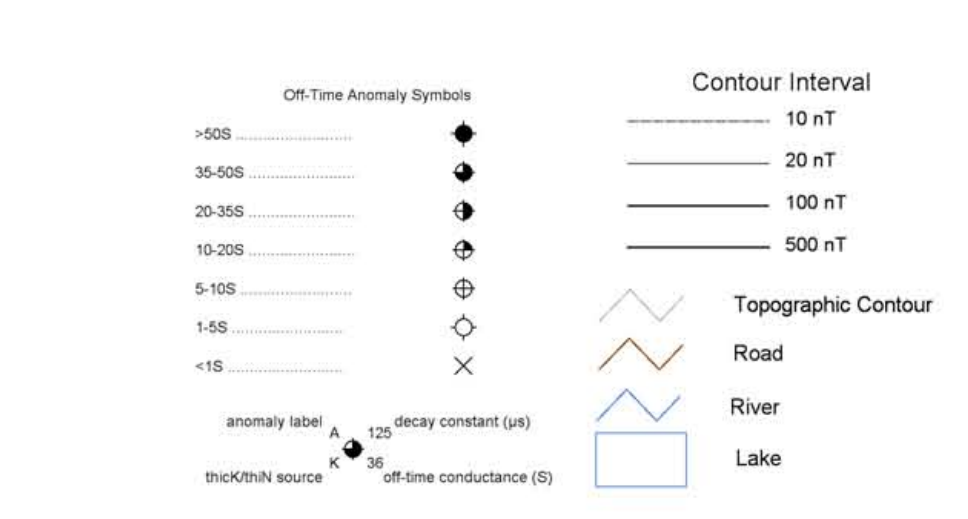 Off-Time Anomaly Symbols
>50S
35-50S
20-35S
10-20S
5-10S
1-5S
<1S
anomaly label A 125 decay constant (µs)
thicK/thiN source K 36 off-time conductance (S)
Contour Interval
10 nT
20 nT
100 nT
500 nT
Topographic Contour
Road
River
Lake